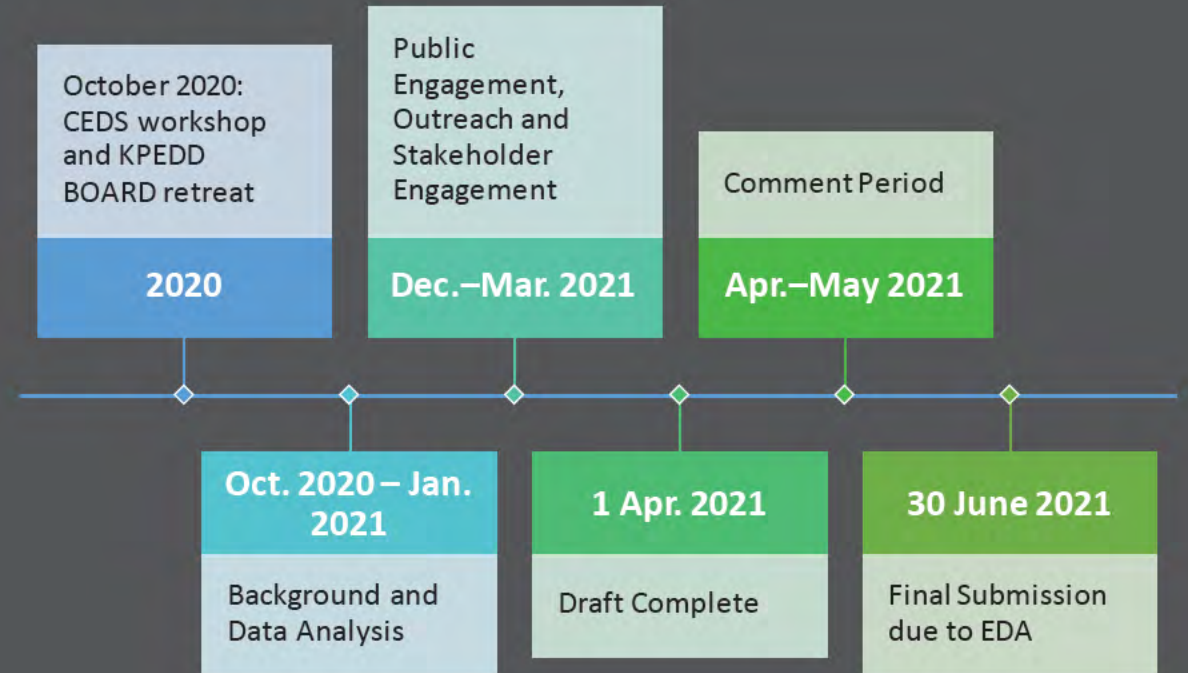 October 2020:
CEDS workshop
and KPEDD
BOARD retreat
2020
Oct. 2020 – Jan.
2021
Background and
Data Analysis
Public
Engagement,
Outreach and
Stakeholder
Engagement
Dec.–Mar. 2021
1 Apr. 2021
Draft Complete
Comment Period
Apr.–May 2021
30 June 2021
Final Submission
due to EDA